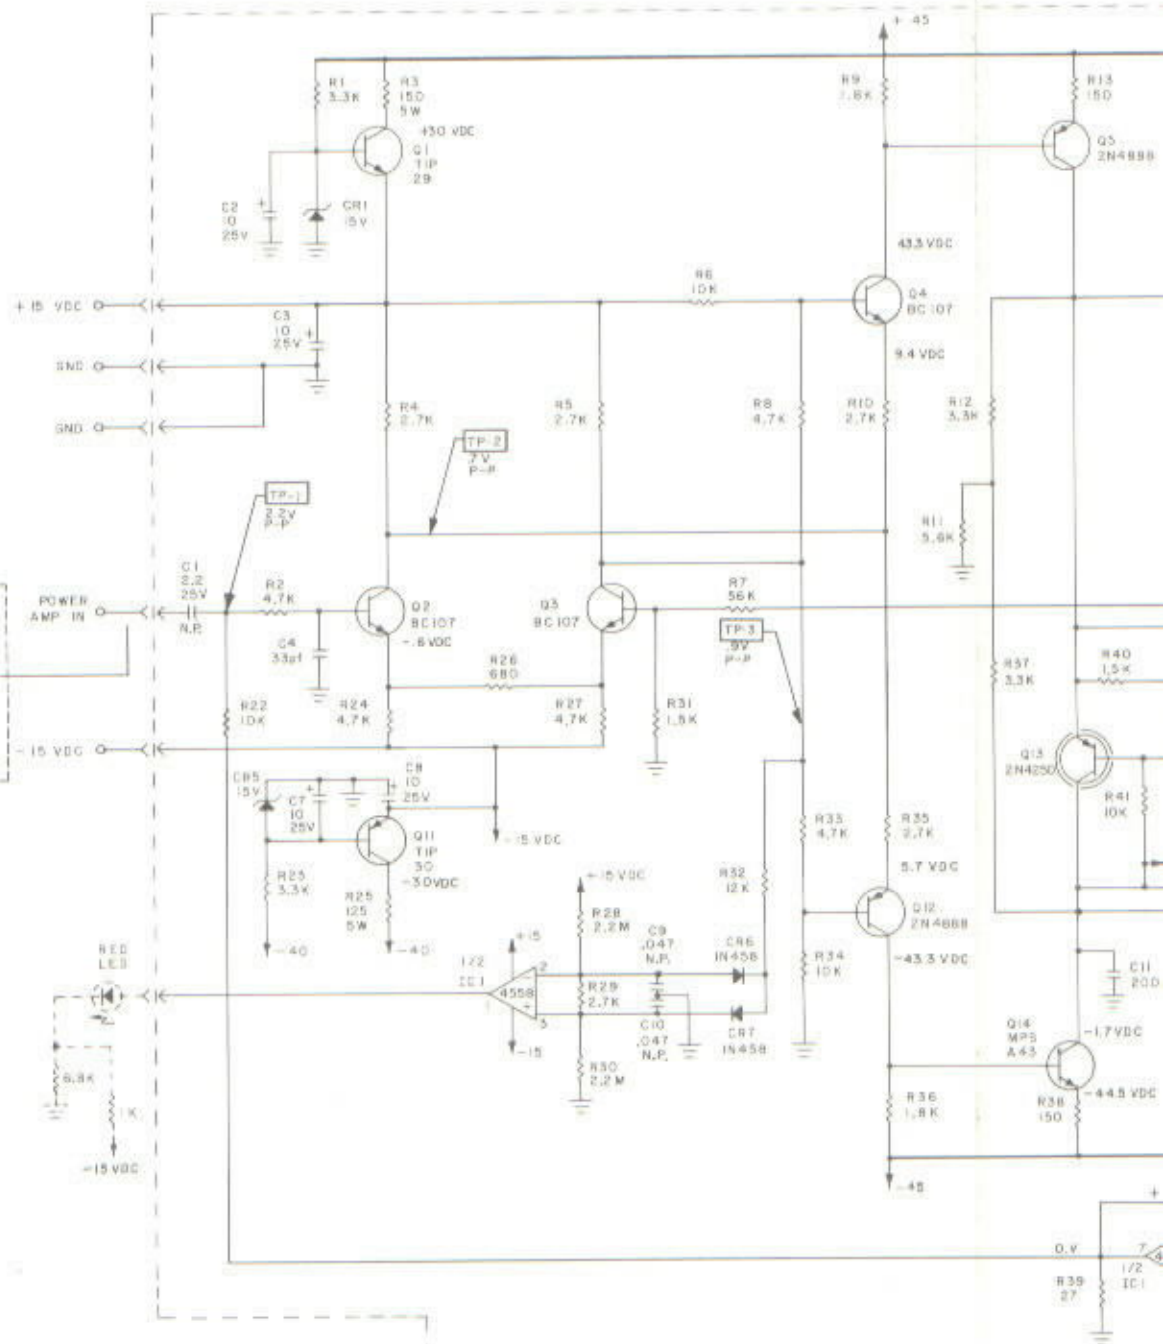 + 45
R1
3.3K
R3
150
5W
+30 VDC
Q1
TIP
29
R9
1.8K
R13
150
Q5
C2
10
25V
CR1
15V
43.3 VDC
R6
10K
Q4
BC107
+ 15 VDC
C3
10
25V
9.4 VDC
GND
GND
R4
2.7K
R5
2.7K
R8
4.7K
R10
2.7K
R12
3.3K
TP-2
.7V
P-P
TP-1
2.2V
P-P
R11
5.6K
C1
2.2
25V
N.P.
R2
4.7K
POWER
AMP IN
Q2
BC107
-.6 VDC
Q3
BC107
R7
56K
C4
33pf
TP-3
.9V
P-P
R26
680
R37
3.3K
R40
1.5K
R22
10K
R24
4.7K
R27
4.7K
R31
1.5K
- 15 VDC
Q13
2N4250
CR5
15V
C7
10
25V
C8
10
25V
R41
10K
Q11
TIP
30
-30VDC
-15 VDC
R33
4.7K
R35
2.7K
R23
3.3K
R25
125
5W
+15 VDC
R32
12K
5.7 VDC
Q12
2N4888
-40
-40
R28
2.2M
RED
LED
+15
1/2
IC1
4558
2
3
-15
C9
.047
N.P.
CR6
1N458
R34
10K
-43.3 VDC
C11
200
R29
2.7K
C10
.047
N.P.
CR7
1N458
Q14
MPS
A43
-1.7VDC
R30
2.2M
6.8K
1K
-15 VDC
R36
1.8K
R38
150
-44.5 VDC
-45
+
0.V
7
1/2
IC1
R39
27